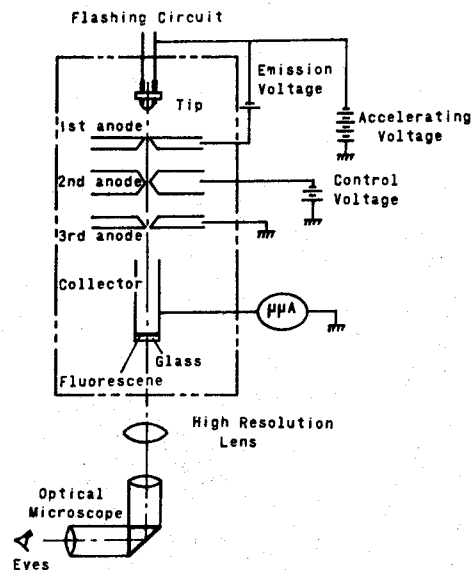 Flashing Circuit
Emission
Voltage
Tip
Accelerating
Voltage
1st anode
2nd anode
Control
Voltage
3rd anode
Collector
μμA
Glass
Fluorescene
High Resolution
Lens
Optical
Microscope
Eyes